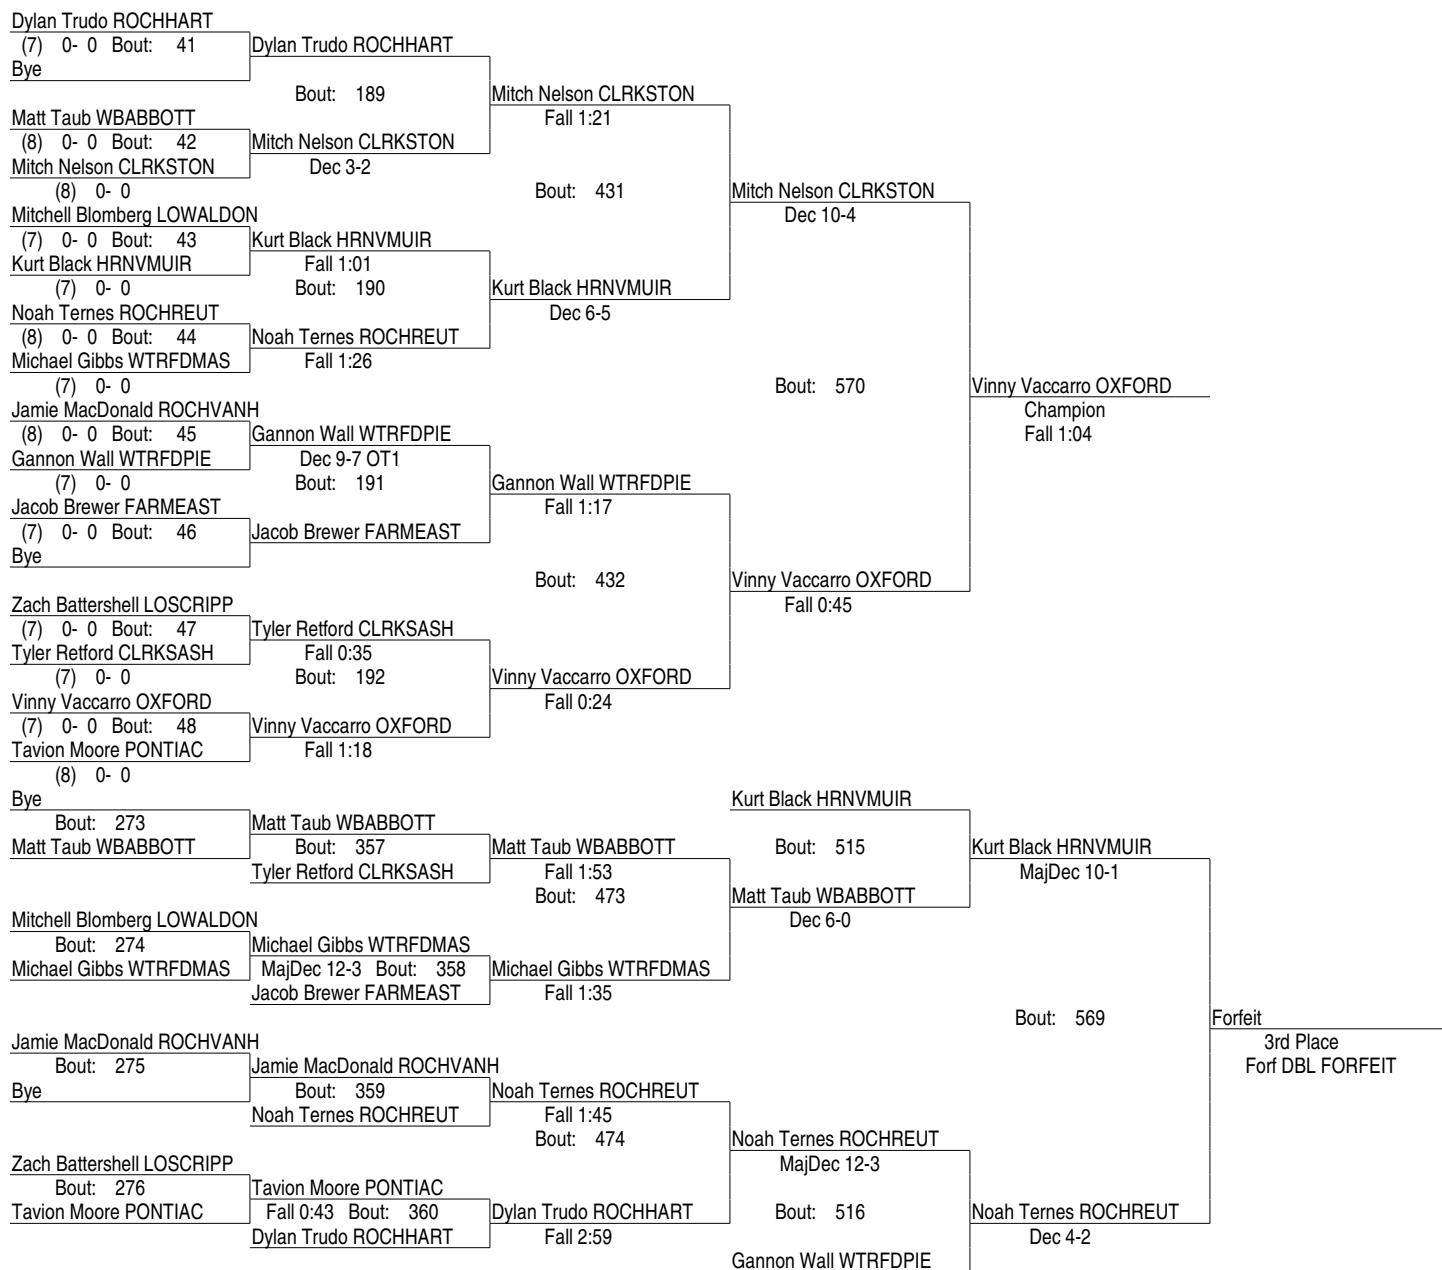 Dylan Trudo ROCHHART
(7) 0- 0 Bout: 41 Dylan Trudo ROCHHART
Bye
Bout: 189 Mitch Nelson CLRKSTON
Matt Taub WBABBOTT Fall 1:21
(8) 0- 0 Bout: 42 Mitch Nelson CLRKSTON
Mitch Nelson CLRKSTON Dec 3-2
(8) 0- 0 Bout: 431 Mitch Nelson CLRKSTON
Mitchell Blomberg LOWALDON Dec 10-4
(7) 0- 0 Bout: 43 Kurt Black HRNVMUIR
Kurt Black HRNVMUIR Fall 1:01
(7) 0- 0 Bout: 190 Kurt Black HRNVMUIR
Noah Ternes ROCHREUT Dec 6-5
(8) 0- 0 Bout: 44 Noah Ternes ROCHREUT
Michael Gibbs WTRFDMAS Fall 1:26
(7) 0- 0 Bout: 570 Vinny Vaccarro OXFORD
Jamie MacDonald ROCHVANH Champion
(8) 0- 0 Bout: 45 Gannon Wall WTRFDPIE Fall 1:04
Gannon Wall WTRFDPIE Dec 9-7 OT1
(7) 0- 0 Bout: 191 Gannon Wall WTRFDPIE
Jacob Brewer FARMEAST Fall 1:17
(7) 0- 0 Bout: 46 Jacob Brewer FARMEAST
Bye
Bout: 432 Vinny Vaccarro OXFORD
Zach Battershell LOSCRIPP Fall 0:45
(7) 0- 0 Bout: 47 Tyler Retford CLRKSASH
Tyler Retford CLRKSASH Fall 0:35
(7) 0- 0 Bout: 192 Vinny Vaccarro OXFORD
Vinny Vaccarro OXFORD Fall 0:24
(7) 0- 0 Bout: 48 Vinny Vaccarro OXFORD
Tavion Moore PONTIAC Fall 1:18
(8) 0- 0
Bye Kurt Black HRNVMUIR
Bout: 273 Matt Taub WBABBOTT
Matt Taub WBABBOTT Bout: 357 Matt Taub WBABBOTT Bout: 515 Kurt Black HRNVMUIR
Tyler Retford CLRKSASH Fall 1:53 MajDec 10-1
Bout: 473 Matt Taub WBABBOTT
Mitchell Blomberg LOWALDON Dec 6-0
Bout: 274 Michael Gibbs WTRFDMAS
Michael Gibbs WTRFDMAS MajDec 12-3 Bout: 358 Michael Gibbs WTRFDMAS
Jacob Brewer FARMEAST Fall 1:35
Bout: 569 Forfeit
Jamie MacDonald ROCHVANH 3rd Place
Bout: 275 Jamie MacDonald ROCHVANH Forf DBL FORFEIT
Bye Bout: 359 Noah Ternes ROCHREUT
Noah Ternes ROCHREUT Fall 1:45
Bout: 474 Noah Ternes ROCHREUT
Zach Battershell LOSCRIPP MajDec 12-3
Bout: 276 Tavion Moore PONTIAC
Tavion Moore PONTIAC Fall 0:43 Bout: 360 Dylan Trudo ROCHHART Bout: 516 Noah Ternes ROCHREUT
Dylan Trudo ROCHHART Fall 2:59 Dec 4-2
Gannon Wall WTRFDPIE